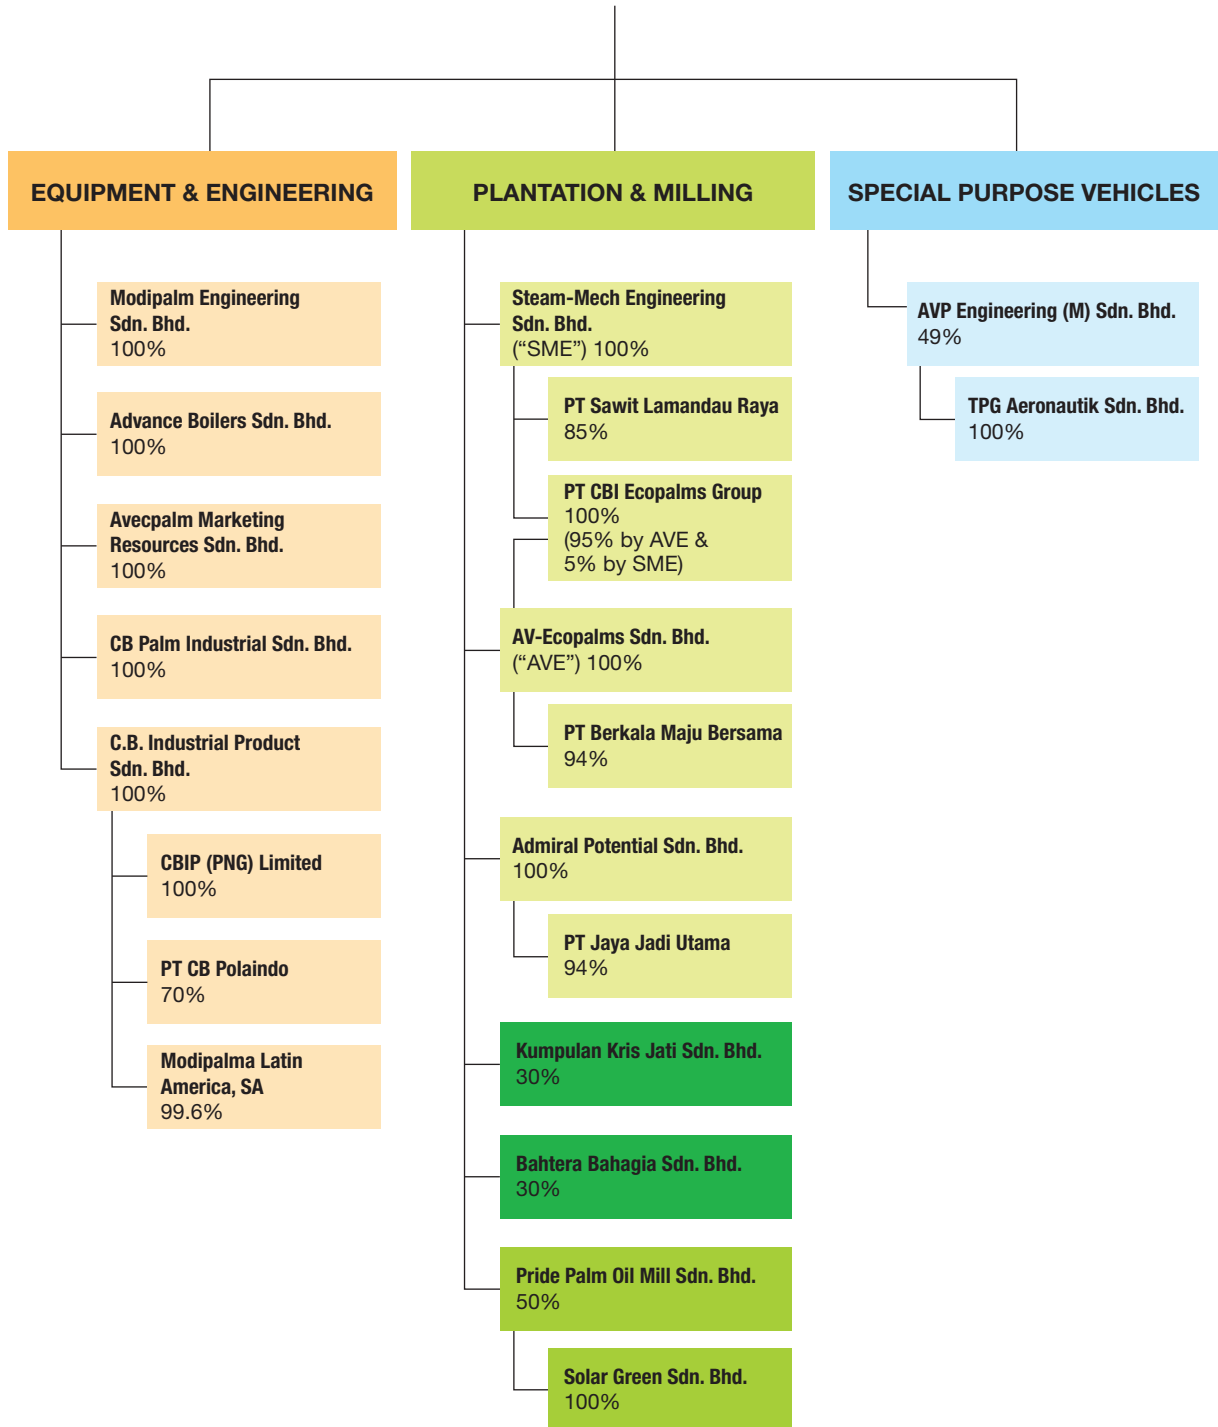 EQUIPMENT & ENGINEERING
Modipalm Engineering
Sdn. Bhd.
100%
Advance Boilers Sdn. Bhd.
100%
Avecpalm Marketing
Resources Sdn. Bhd.
100%
CB Palm Industrial Sdn. Bhd.
100%
C.B. Industrial Product
Sdn. Bhd.
100%
CBIP (PNG) Limited
100%
PT CB Polaindo
70%
Modipalma Latin
America, SA
99.6%
PLANTATION & MILLING
Steam-Mech Engineering
Sdn. Bhd.
(“SME”) 100%
PT Sawit Lamandau Raya
85%
PT CBI Ecopalms Group
100%
(95% by AVE &
5% by SME)
AV-Ecopalms Sdn. Bhd.
(“AVE”) 100%
PT Berkala Maju Bersama
94%
Admiral Potential Sdn. Bhd.
100%
PT Jaya Jadi Utama
94%
Kumpulan Kris Jati Sdn. Bhd.
30%
Bahtera Bahagia Sdn. Bhd.
30%
Pride Palm Oil Mill Sdn. Bhd.
50%
Solar Green Sdn. Bhd.
100%
SPECIAL PURPOSE VEHICLES
AVP Engineering (M) Sdn. Bhd.
49%
TPG Aeronautik Sdn. Bhd.
100%